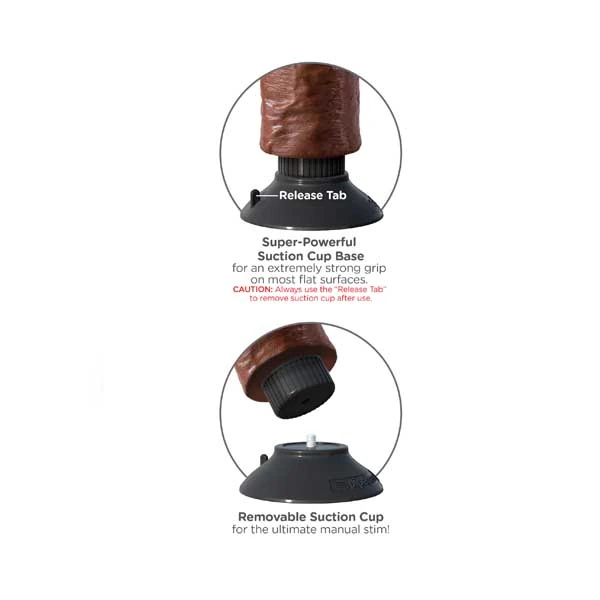 Release Tab
Super-Powerful
Suction Cup Base
for an extremely strong grip
on most flat surfaces.
CAUTION: Always use the "Release Tab"
to remove suction cup after use.
Removable Suction Cup
for the ultimate manual stim!